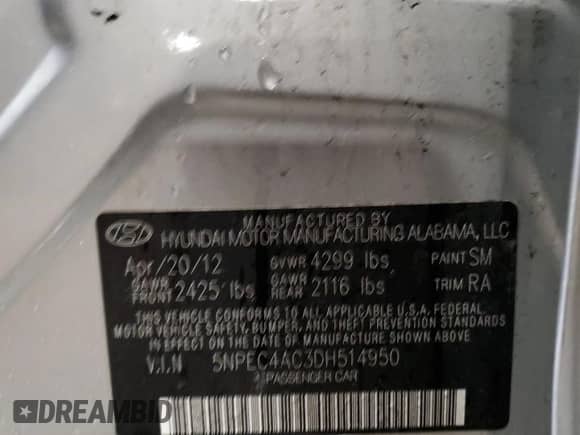 MANUFACTURED BY
HYUNDAI MOTOR MANUFACTURING ALABAMA, LLC
Apr/20/12 GVWR 4299 lbs PAINT SM
GAWR FRONT 2425 lbs GAWR REAR 2116 lbs TRIM RA
THIS VEHICLE CONFORMS TO ALL APPLICABLE U.S.A. FEDERAL
MOTOR VEHICLE SAFETY, BUMPER, AND THEFT PREVENTION STANDARDS
IN EFFECT ON THE DATE OF MANUFACTURE SHOWN ABOVE.
V.I.N 5NPEC4AC3DH514950
PASSENGER CAR
DREAMBID